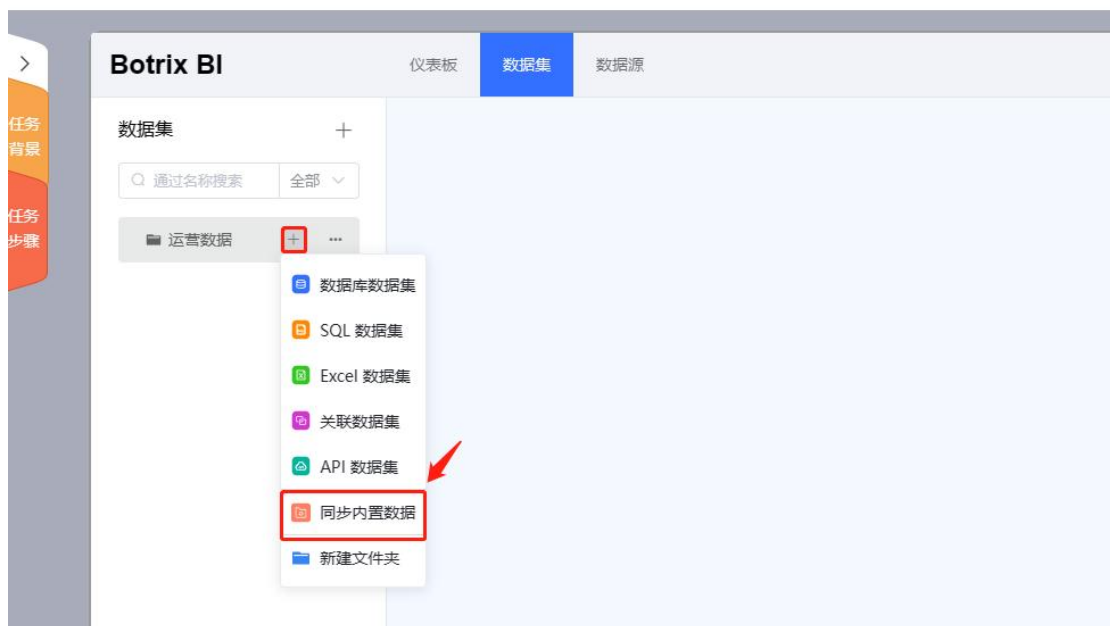 Botrix BI 仪表板 数据集 数据源
任务
背景
任务
步骤
数据集
通过名称搜索 全部
运营数据
数据库数据集
SQL 数据集
Excel 数据集
关联数据集
API 数据集
同步内置数据
新建文件夹